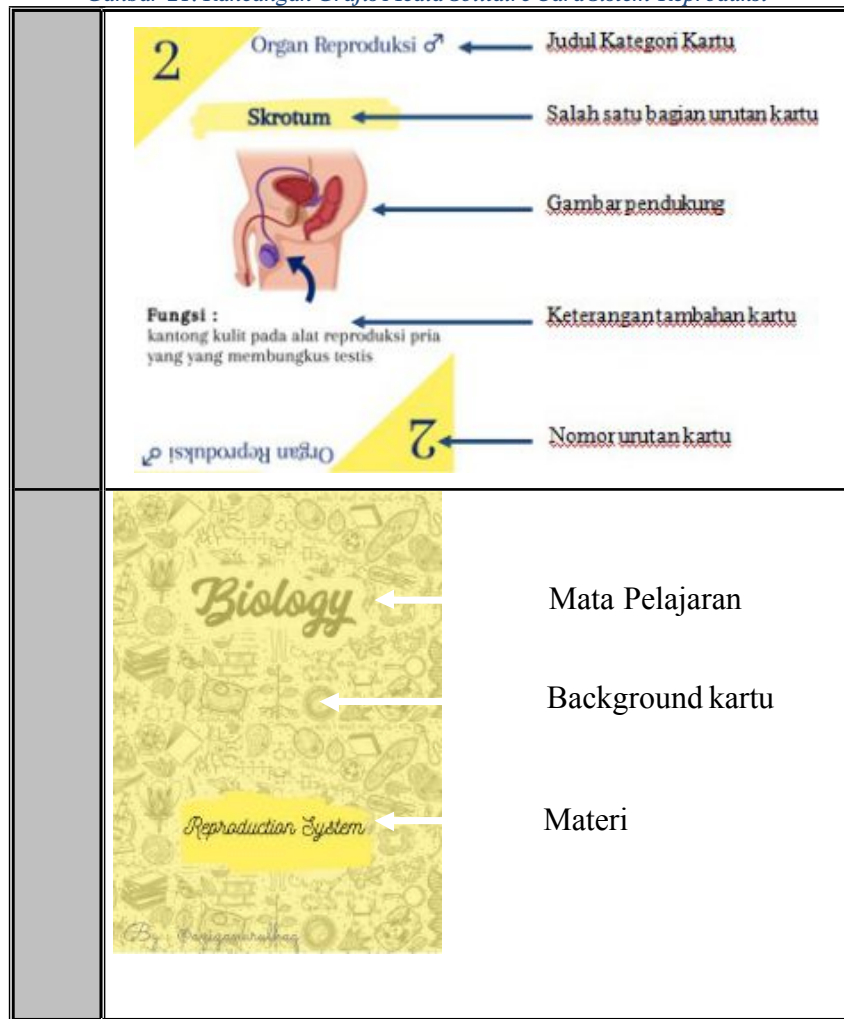 2
Organ Reproduksi ♂
Judul Kategori Kartu
Skrotum
Salah satu bagian urutan kartu
Gambar pendukung
Fungsi :
kantong kulit pada alat reproduksi pria
yang yang membungkus testis
Keterangan tambahan kartu
2
Nomor urutan kartu
Organ Reproduksi ♂
Biology
Mata Pelajaran
Background kartu
Reproduction System
Materi
By :